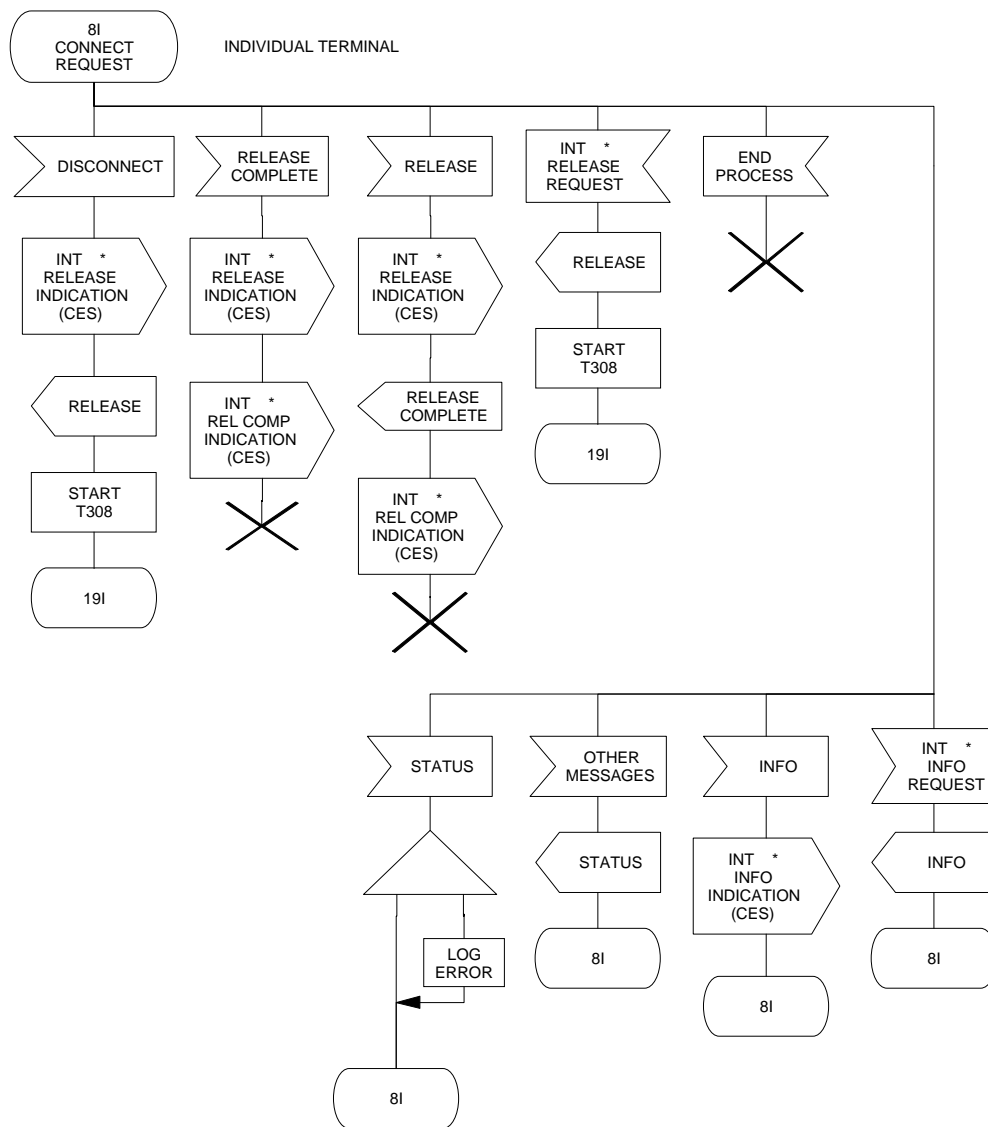 8I
CONNECT
REQUEST
INDIVIDUAL TERMINAL
DISCONNECT
INT *
RELEASE
INDICATION
(CES)
RELEASE
START
T308
19I
RELEASE
COMPLETE
INT *
RELEASE
INDICATION
(CES)
INT *
REL COMP
INDICATION
(CES)
RELEASE
INT *
RELEASE
INDICATION
(CES)
RELEASE
COMPLETE
INT *
REL COMP
INDICATION
(CES)
INT *
RELEASE
REQUEST
RELEASE
START
T308
19I
END
PROCESS
STATUS
LOG
ERROR
8I
OTHER
MESSAGES
STATUS
8I
INFO
INT *
INFO
INDICATION
(CES)
8I
INT *
INFO
REQUEST
INFO
8I